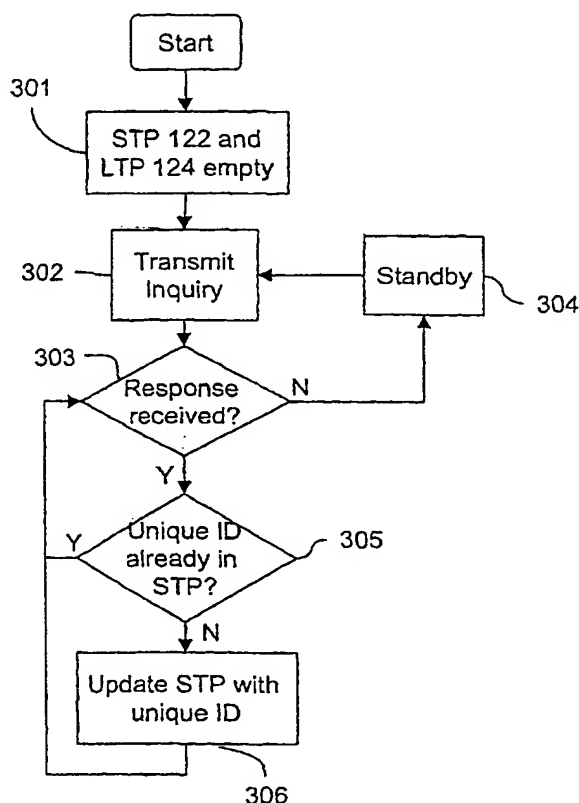 Start
301
STP 122 and
LTP 124 empty
302
Transmit
Inquiry
Standby
304
303
Response
received?
N
Y
Unique ID
already in
STP?
Y
305
N
Update STP with
unique ID
306